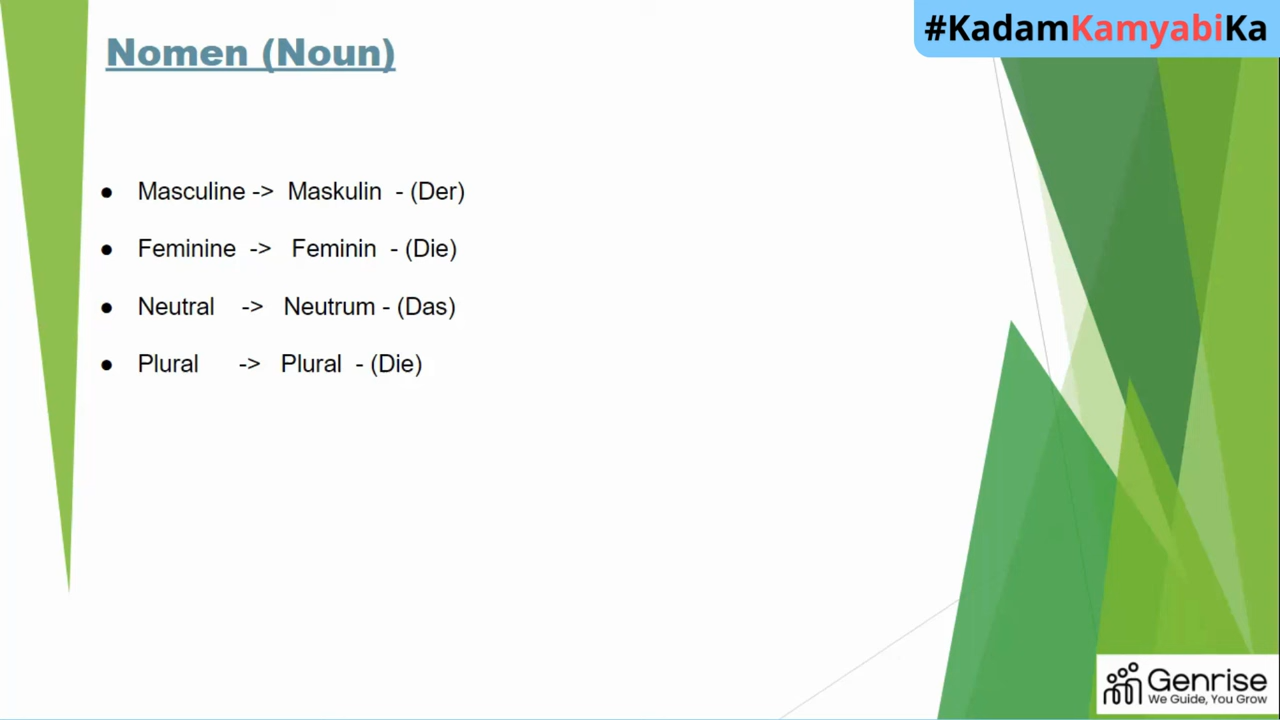 #KadamKamyabiKa
Nomen (Noun)
● Masculine -> Maskulin - (Der)
● Feminine -> Feminin - (Die)
● Neutral -> Neutrum - (Das)
● Plural -> Plural - (Die)
Genrise
We Guide, You Grow